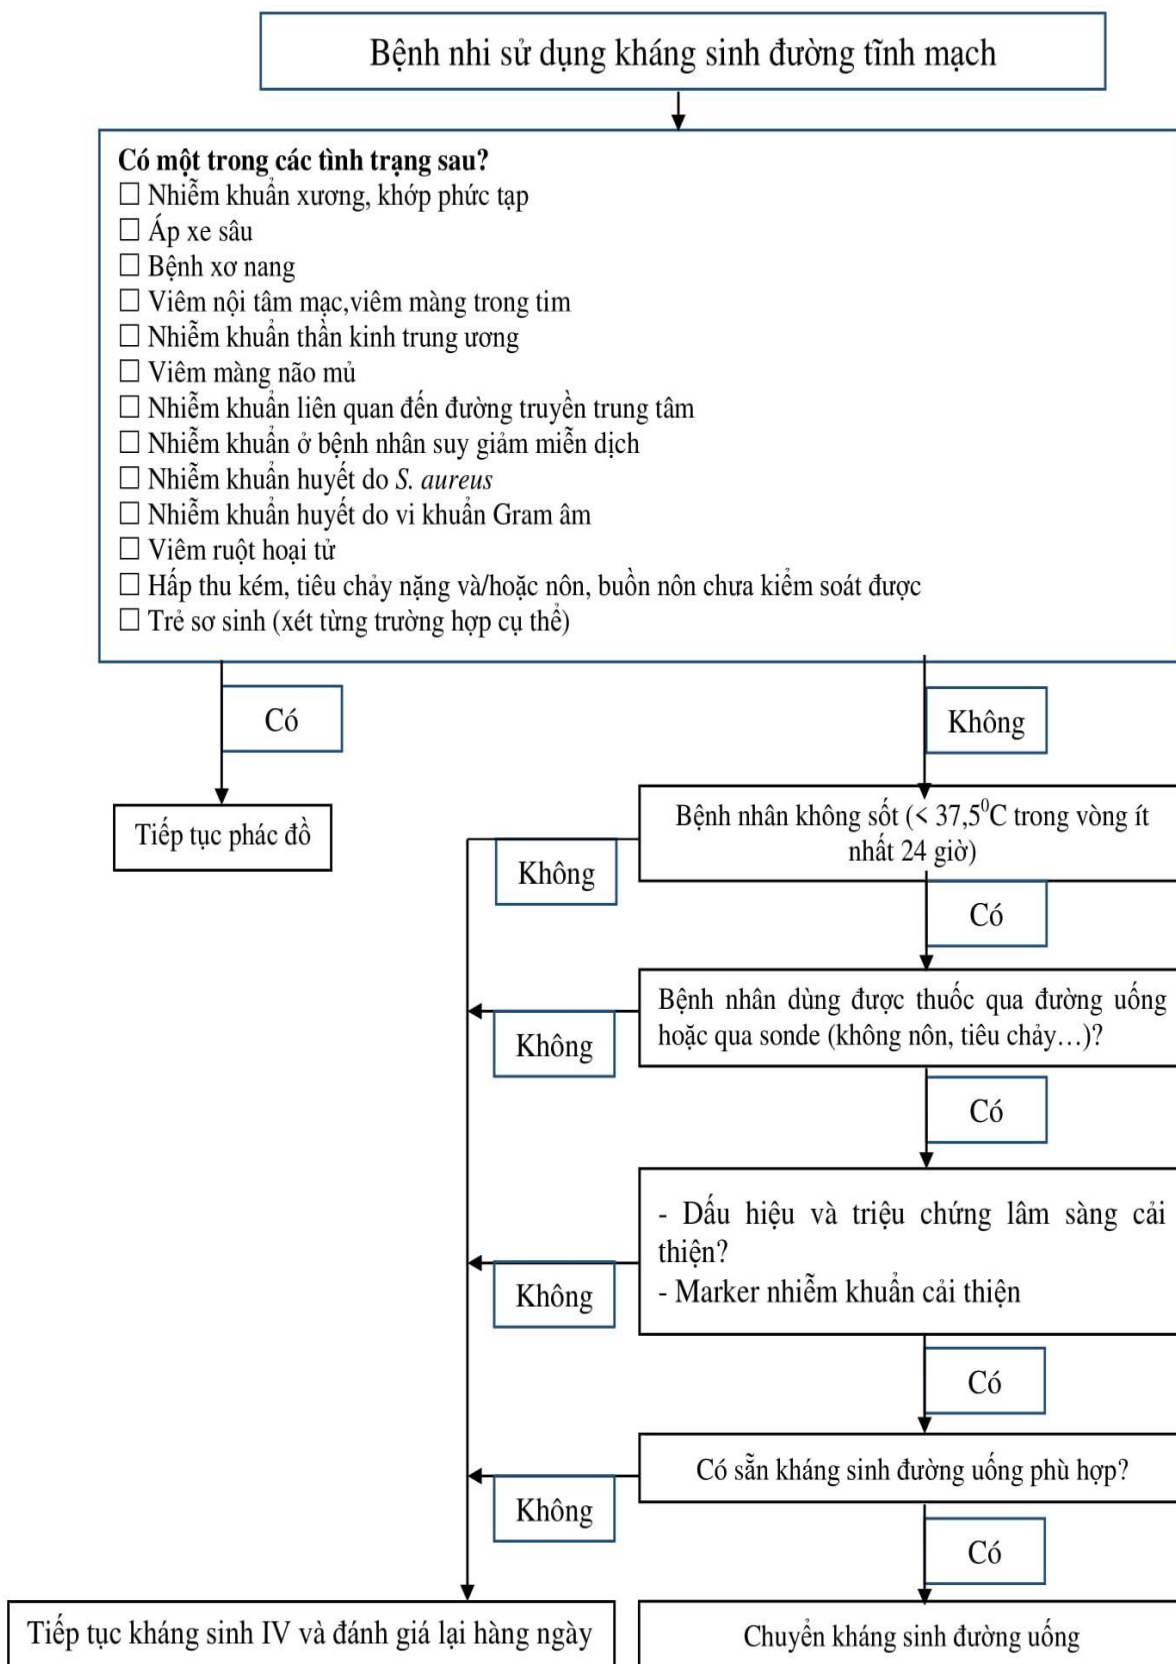 Bệnh nhi sử dụng kháng sinh đường tĩnh mạch
Có một trong các tình trạng sau?
☐ Nhiễm khuẩn xương, khớp phức tạp
☐ Áp xe sâu
☐ Bệnh xơ nang
☐ Viêm nội tâm mạc,viêm màng trong tim
☐ Nhiễm khuẩn thần kinh trung ương
☐ Viêm màng não mủ
☐ Nhiễm khuẩn liên quan đến đường truyền trung tâm
☐ Nhiễm khuẩn ở bệnh nhân suy giảm miễn dịch
☐ Nhiễm khuẩn huyết do S. aureus
☐ Nhiễm khuẩn huyết do vi khuẩn Gram âm
☐ Viêm ruột hoại tử
☐ Hấp thu kém, tiêu chảy nặng và/hoặc nôn, buồn nôn chưa kiểm soát được
☐ Trẻ sơ sinh (xét từng trường hợp cụ thể)
Có
Không
Tiếp tục phác đồ
Bệnh nhân không sốt (< 37,5⁰C trong vòng ít
nhất 24 giờ)
Không
Có
Bệnh nhân dùng được thuốc qua đường uống
hoặc qua sonde (không nôn, tiêu chảy…)?
Không
Có
- Dấu hiệu và triệu chứng lâm sàng cải
thiện?
- Marker nhiễm khuẩn cải thiện
Không
Có
Có sẵn kháng sinh đường uống phù hợp?
Không
Có
Tiếp tục kháng sinh IV và đánh giá lại hàng ngày
Chuyển kháng sinh đường uống